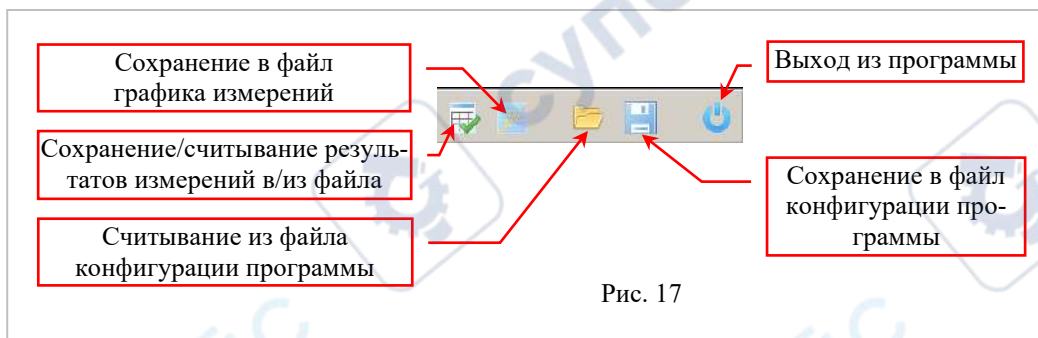 Сохранение в файл
графика измерений
Сохранение/считывание резуль-
татов измерений в/из файла
Считывание из файла
конфигурации программы
Выход из программы
Сохранение в файл
конфигурации про-
граммы
Рис. 17